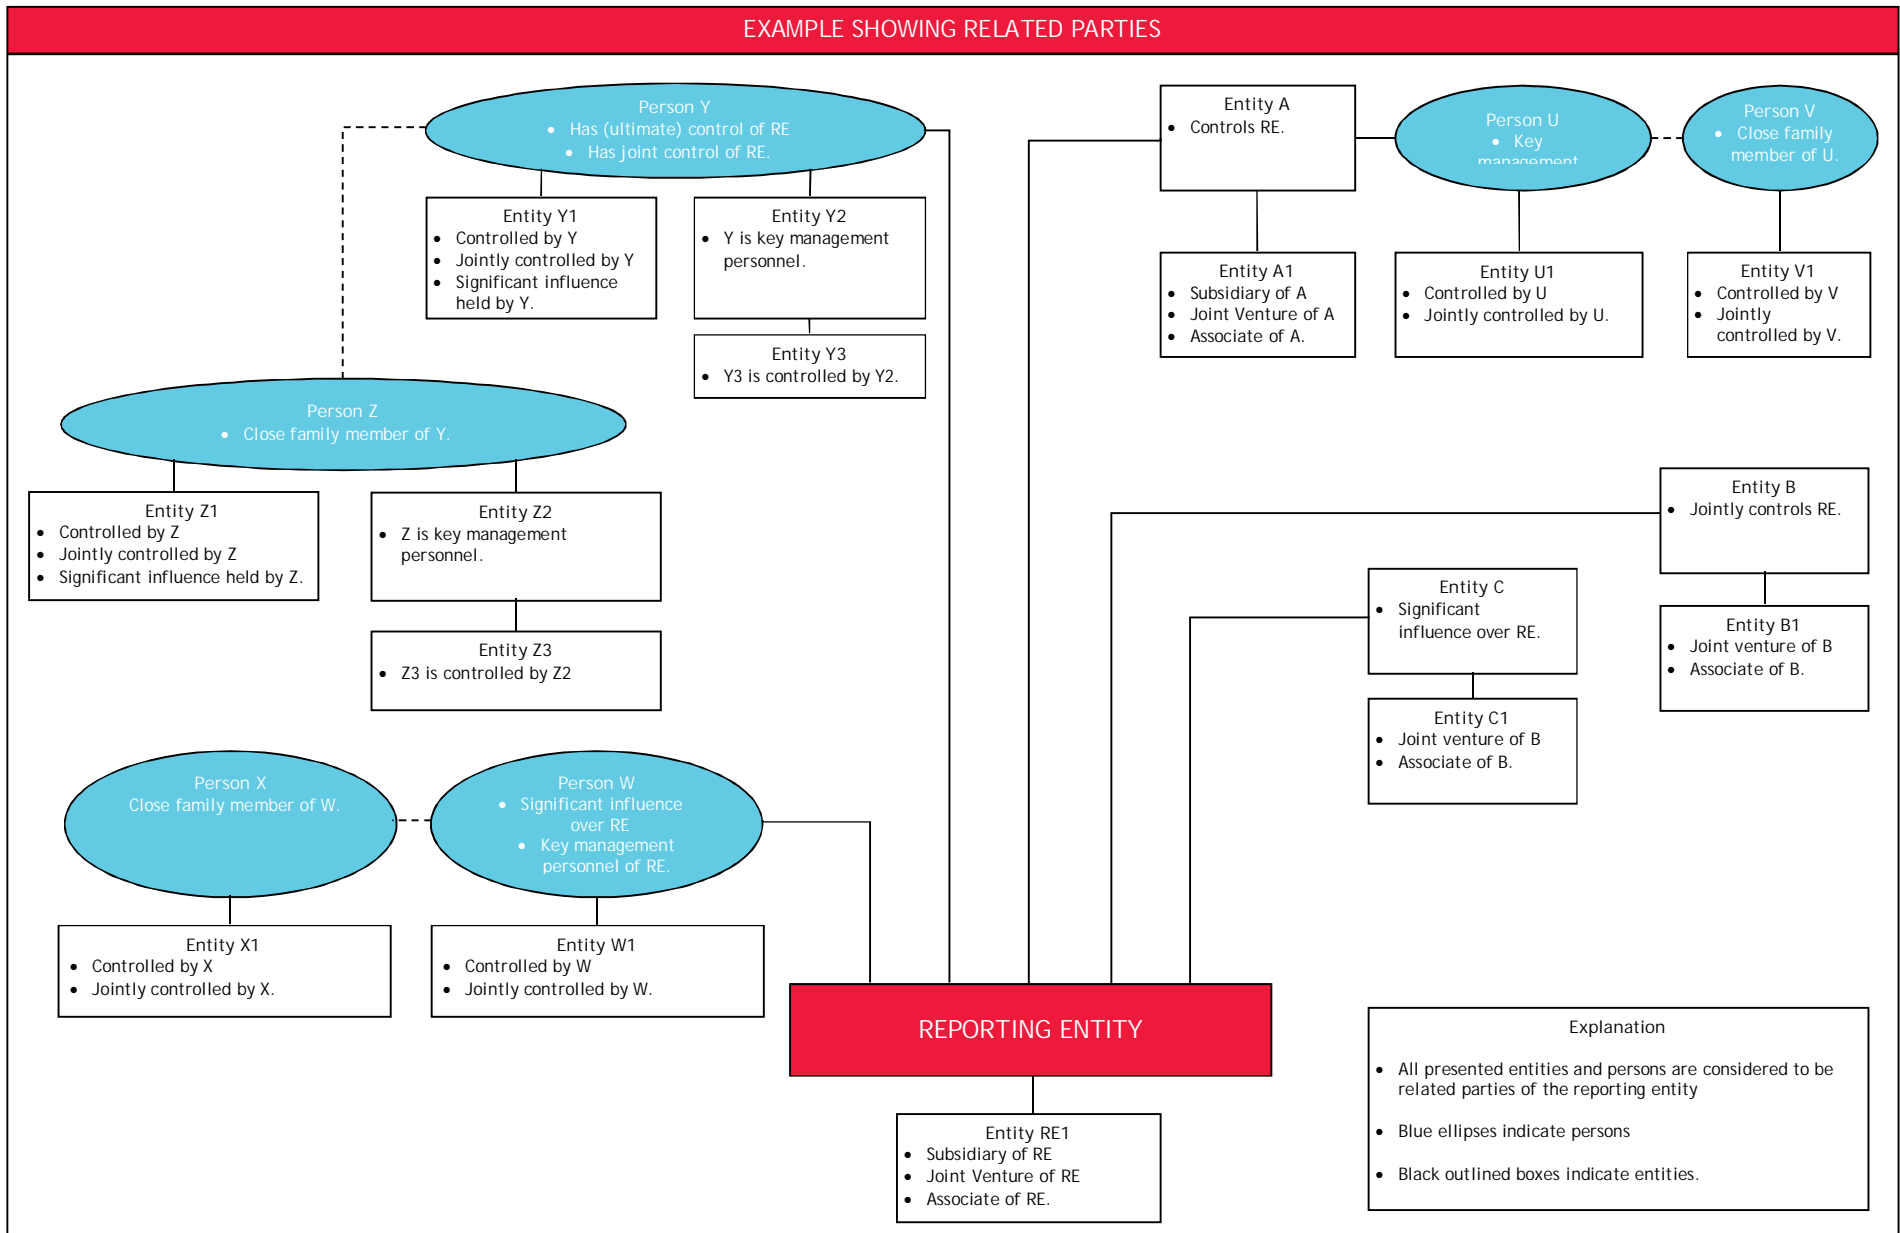 EXAMPLE SHOWING RELATED PARTIES
Person Y
• Has (ultimate) control of RE
• Has joint control of RE.
Entity Y1
• Controlled by Y
• Jointly controlled by Y
• Significant influence
held by Y.
Entity Y2
• Y is key management
personnel.
Entity Y3
• Y3 is controlled by Y2.
Entity A
• Controls RE.
Person U
• Key
management
Person V
• Close family
member of U.
Entity A1
• Subsidiary of A
• Joint Venture of A
• Associate of A.
Entity U1
• Controlled by U
• Jointly controlled by U.
Entity V1
• Controlled by V
• Jointly
controlled by V.
Person Z
• Close family member of Y.
Entity Z1
• Controlled by Z
• Jointly controlled by Z
• Significant influence held by Z.
Entity Z2
• Z is key management
personnel.
Entity Z3
• Z3 is controlled by Z2
Entity B
• Jointly controls RE.
Entity B1
• Joint venture of B
• Associate of B.
Entity C
• Significant
influence over RE.
Entity C1
• Joint venture of B
• Associate of B.
Person X
Close family member of W.
Person W
• Significant influence
over RE
• Key management
personnel of RE.
Entity X1
• Controlled by X
• Jointly controlled by X.
Entity W1
• Controlled by W
• Jointly controlled by W.
REPORTING ENTITY
Entity RE1
• Subsidiary of RE
• Joint Venture of RE
• Associate of RE.
Explanation
• All presented entities and persons are considered to be
related parties of the reporting entity
• Blue ellipses indicate persons
• Black outlined boxes indicate entities.